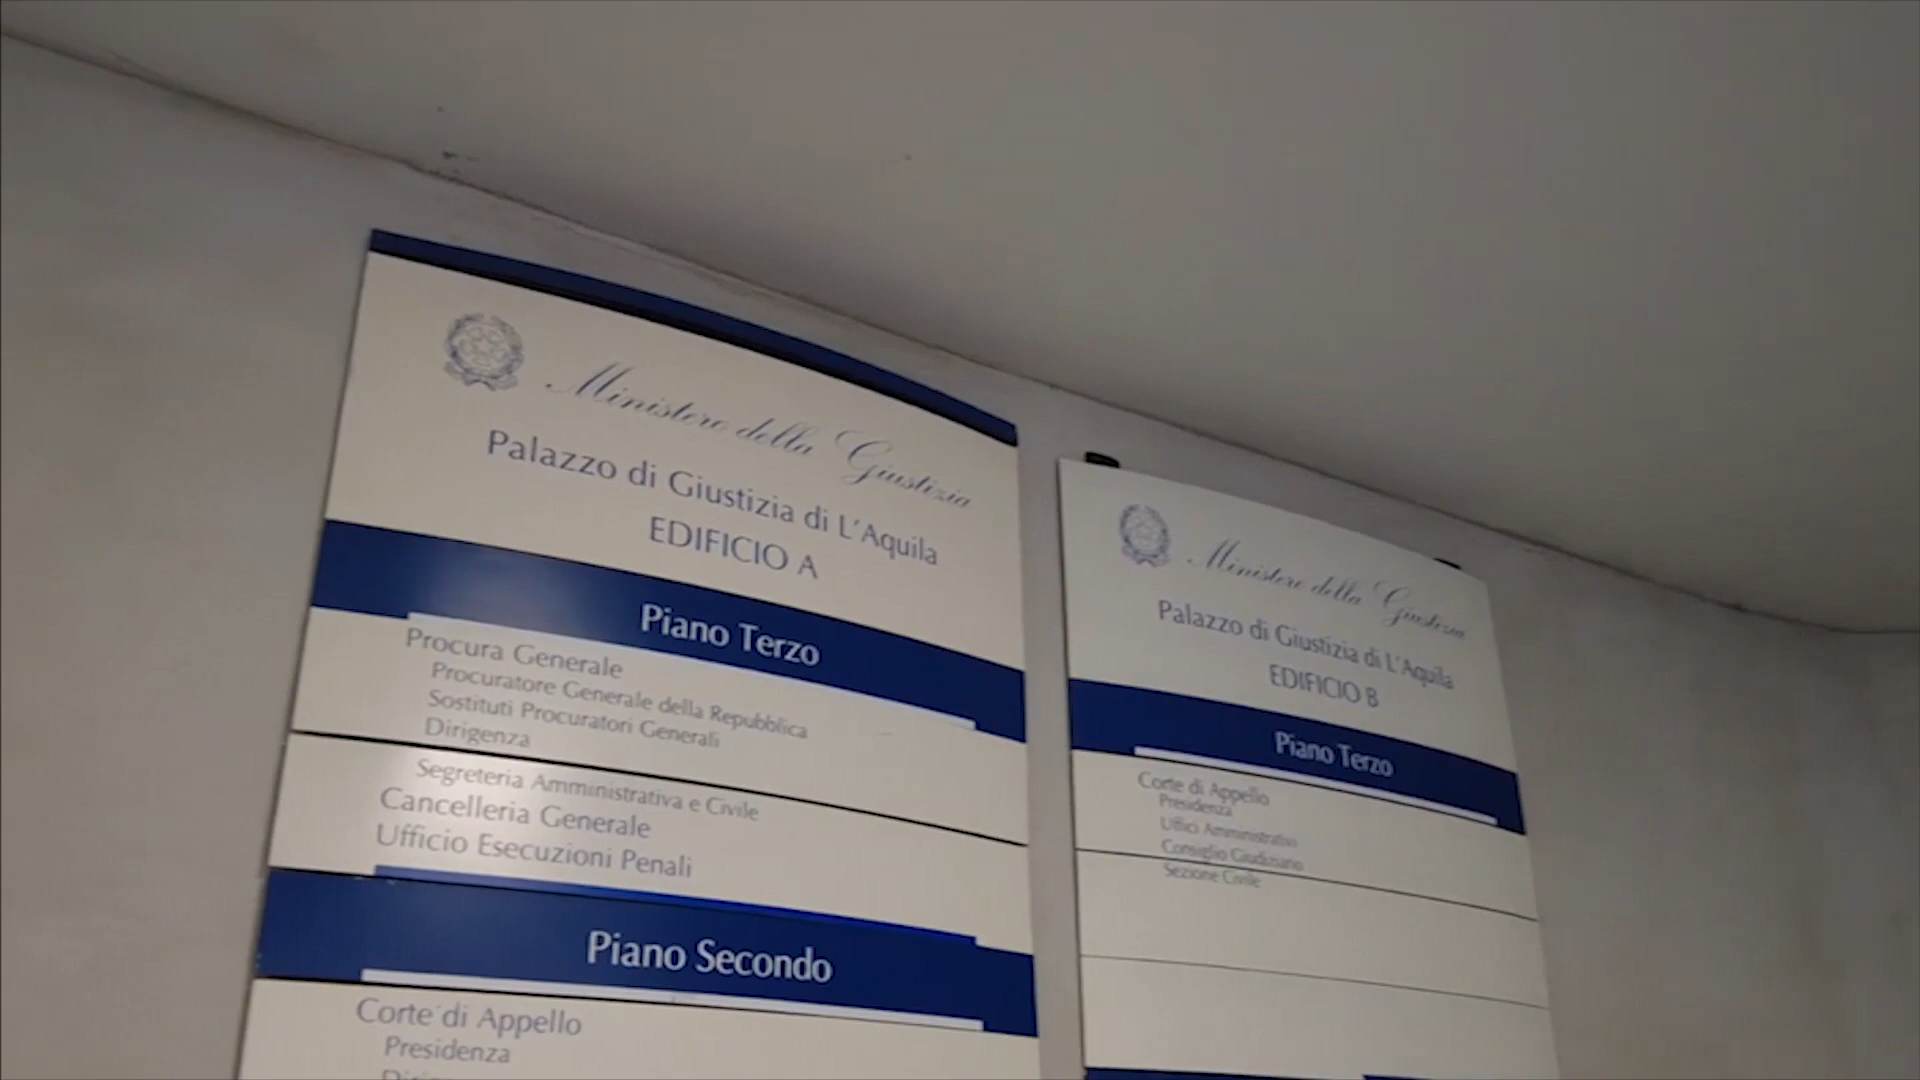 Ministero della Giustizia
Palazzo di Giustizia di L'Aquila
EDIFICIO A
Piano Terzo
Procura Generale
Procuratore Generale della Repubblica
Sostituti Procuratori Generali
Dirigenza
Segreteria Amministrativa e Civile
Cancelleria Generale
Ufficio Esecuzioni Penali
Piano Secondo
Corte di Appello
Presidenza
Ministero della Giustizia
Palazzo di Giustizia di L'Aquila
EDIFICIO B
Piano Terzo
Corte di Appello
Presidenza
Uffici Amministrativi
Consiglio Giudiziario
Sezione Civile